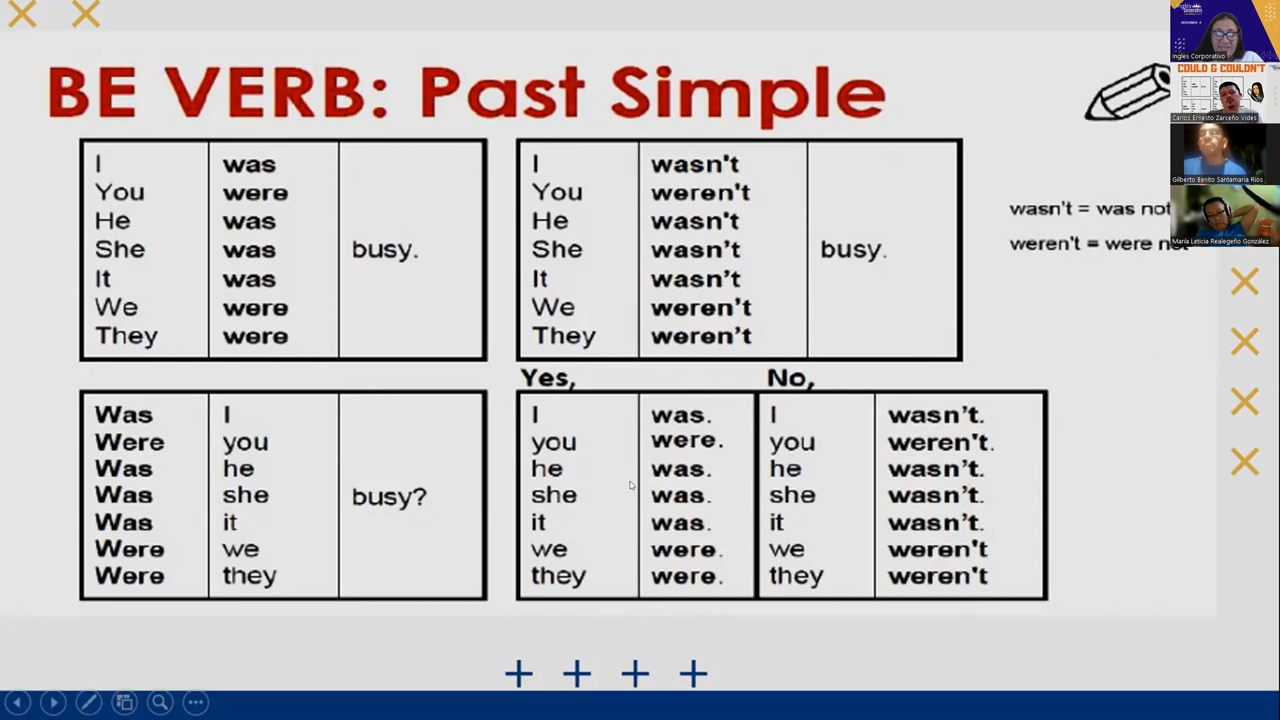 BE VERB: Past Simple
I was
You were
He was
She was busy.
It was
We were
They were
I wasn't
You weren't
He wasn't
She wasn't busy.
It wasn't
We weren't
They weren't
wasn't = was not
weren't = were not
Was I
Were you
Was he
Was she busy?
Was it
Were we
Were they
Yes,
I was.
you were.
he was.
she was.
it was.
we were.
they were.
No,
I wasn't.
you weren't.
he wasn't.
she wasn't.
it wasn't.
we weren't
they weren't
Ingles Corporativo
COULD & COULDN'T
Carlos Ernesto Zarceño Vides
Gilberto Benito Santamaria Rios
María Leticia Realegeño González